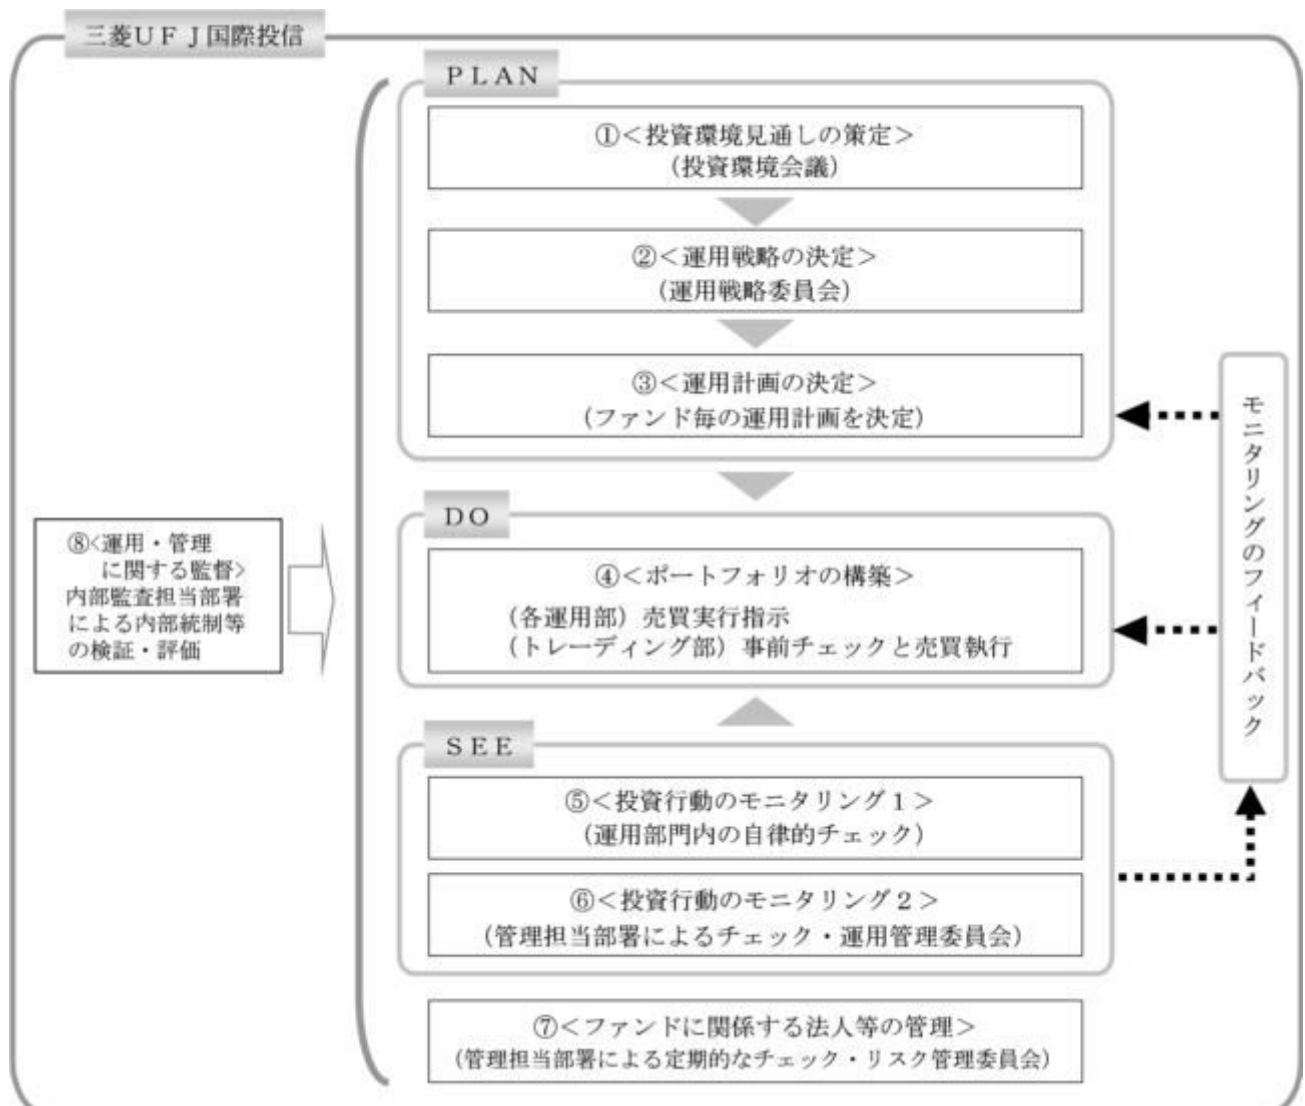 三菱ＵＦＪ国際投信
ＰＬＡＮ
①＜投資環境見通しの策定＞
（投資環境会議）
②＜運用戦略の決定＞
（運用戦略委員会）
③＜運用計画の決定＞
（ファンド毎の運用計画を決定）
ＤＯ
④＜ポートフォリオの構築＞
（各運用部）売買実行指示
（トレーディング部）事前チェックと売買執行
ＳＥＥ
⑤＜投資行動のモニタリング１＞
（運用部門内の自律的チェック）
⑥＜投資行動のモニタリング２＞
（管理担当部署によるチェック・運用管理委員会）
⑦＜ファンドに関係する法人等の管理＞
（管理担当部署による定期的なチェック・リスク管理委員会）
⑧<運用・管理
に関する監督>
内部監査担当部署
による内部統制等
の検証・評価
モニタリングのフィードバック